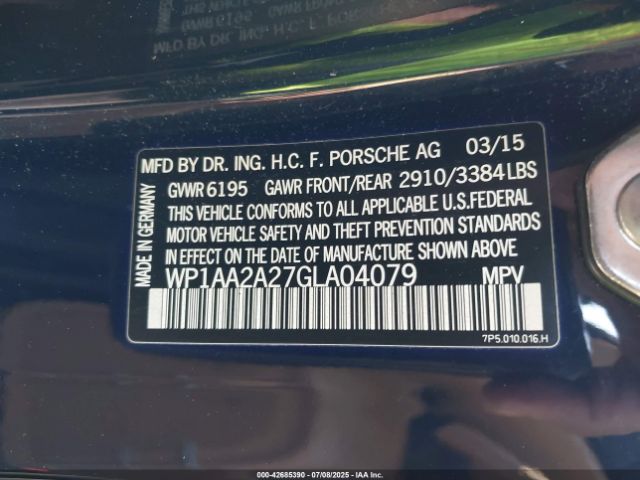 MFD BY DR. ING. H.C. F. PORSCHE AG 03/15
GVWR 6195 GAWR FRONT/REAR 2910/3384LBS
THIS VEHICLE CONFORMS TO ALL APPLICABLE U.S.FEDERAL
MOTOR VEHICLE SAFETY AND THEFT PREVENTION STANDARDS
IN EFFECT ON THE DATE OF MANUFACTURE SHOWN ABOVE
WP1AA2A27GLA04079 MPV
7P5.010.016.H
MADE IN GERMANY
000-42685390 - 07/08/2025 - IAA Inc.